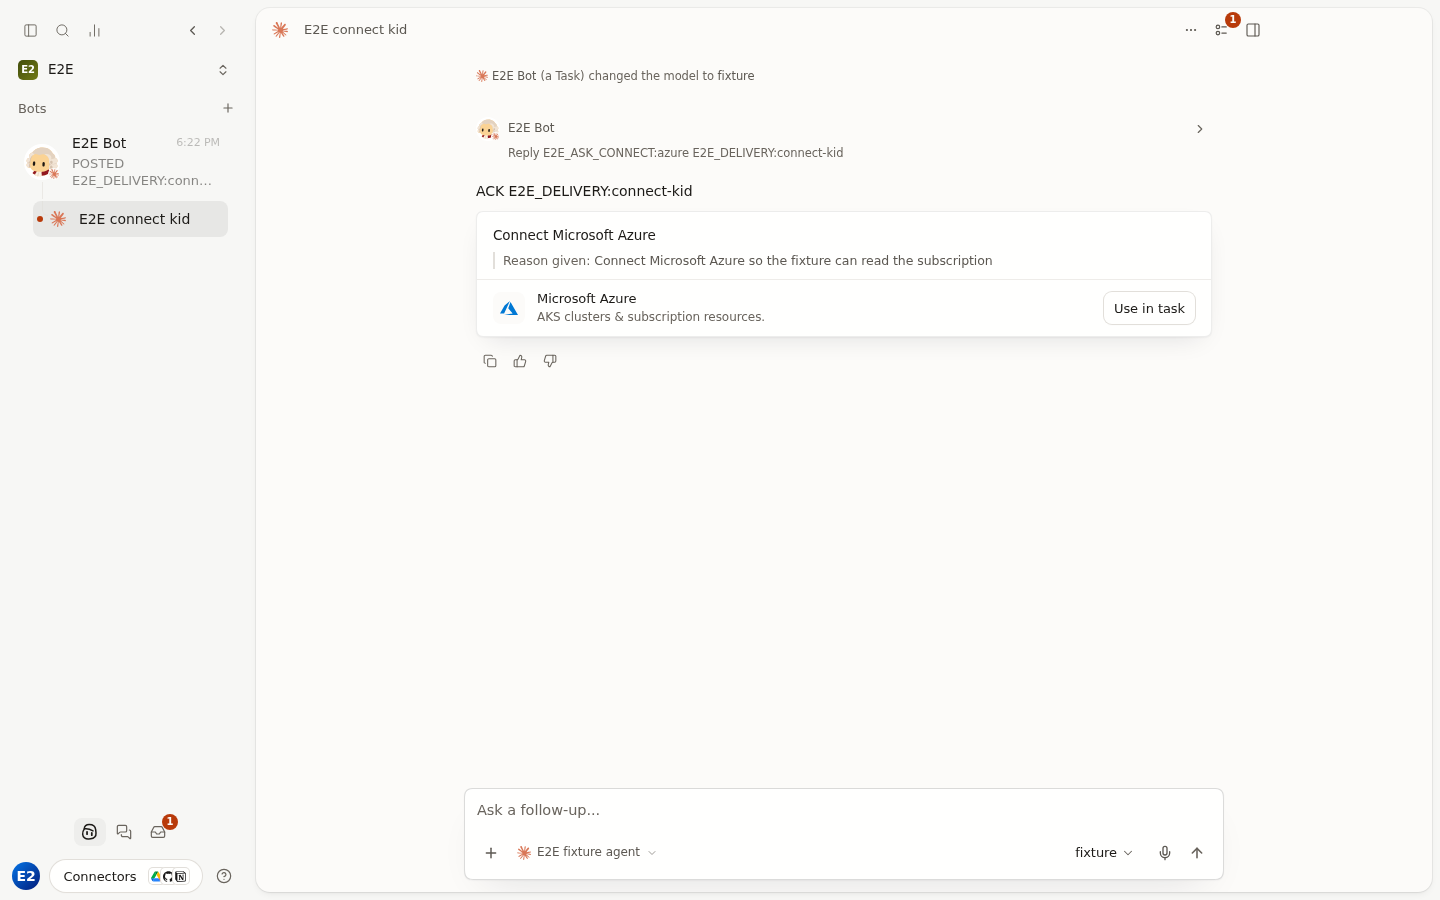 E2 E2E
Bots
E2E Bot 6:22 PM
POSTED
E2E_DELIVERY:conn...
E2E connect kid
1
E2 Connectors
E2E connect kid
1
E2E Bot (a Task) changed the model to fixture
E2E Bot
Reply E2E_ASK_CONNECT:azure E2E_DELIVERY:connect-kid
ACK E2E_DELIVERY:connect-kid
Connect Microsoft Azure
Reason given: Connect Microsoft Azure so the fixture can read the subscription
Microsoft Azure
AKS clusters & subscription resources.
Use in task
Ask a follow-up...
E2E fixture agent
fixture